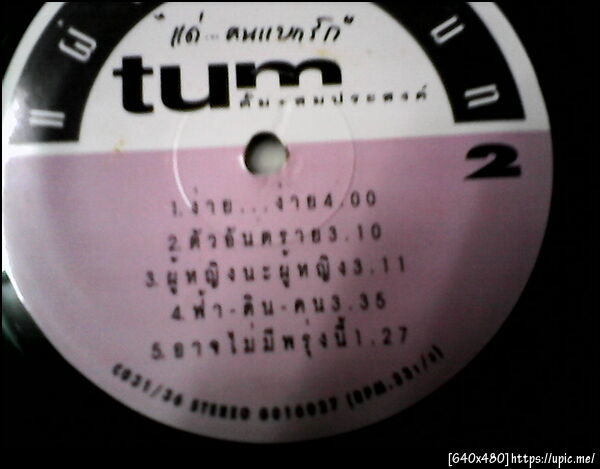 "แด่...คนแบกรัก"
tum
ตุ้ม • สมประสงค์
2
1. ง่าย...ง่าย 4.00
2. ตัวอันตราย 3.10
3. ผู้หญิงนะผู้หญิง 3.11
4. ฟ้า - ดิน - คน 3.35
5. อาจไม่มีพรุ่งนี้ 1.27
STEREO
[640x480] https://upic.me/